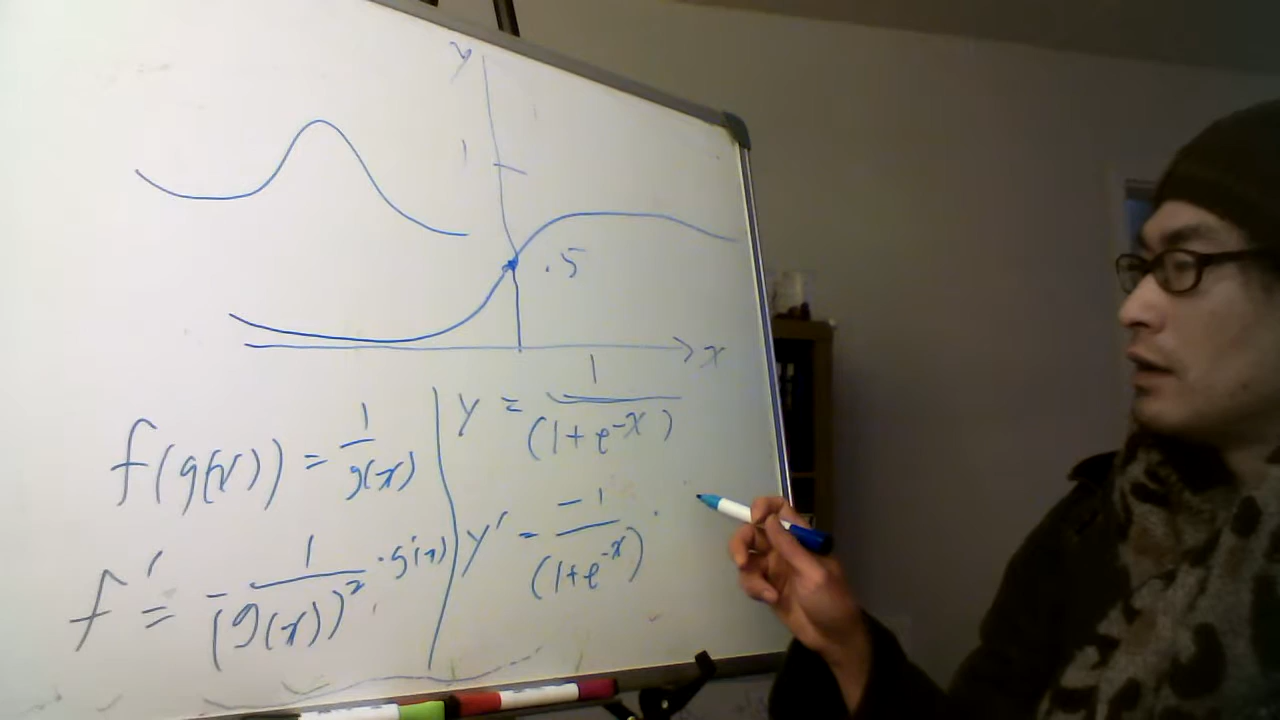 y
1
.5
x
f(g(x)) = 1/g(x)
f' = -1/(g(x))² · g'(x)
y = 1/(1+e^-x)
y' = -1/(1+e^-x) ·